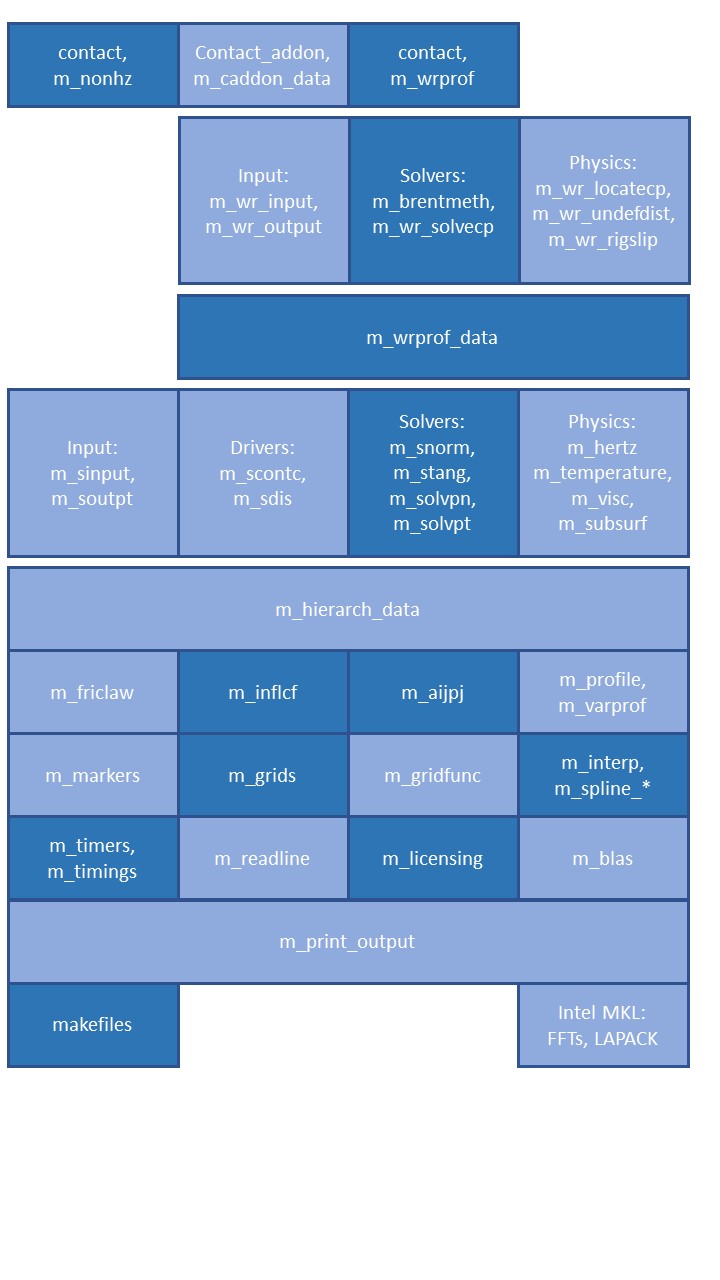 contact,
m_nonhz
Contact_addon,
m_caddon_data
contact,
m_wrprof
Input:
m_wr_input,
m_wr_output
Solvers:
m_brentmeth,
m_wr_solvecp
Physics:
m_wr_locatecp,
m_wr_undefdist,
m_wr_rigslip
m_wrprof_data
Input:
m_sinput,
m_soutpt
Drivers:
m_scontc,
m_sdis
Solvers:
m_snorm,
m_stang,
m_solvpn,
m_solvpt
Physics:
m_hertz
m_temperature,
m_visc,
m_subsurf
m_hierarch_data
m_friclaw
m_inflcf
m_aijpj
m_profile,
m_varprof
m_markers
m_grids
m_gridfunc
m_interp,
m_spline_*
m_timers,
m_timings
m_readline
m_licensing
m_blas
m_print_output
makefiles
Intel MKL:
FFTs, LAPACK